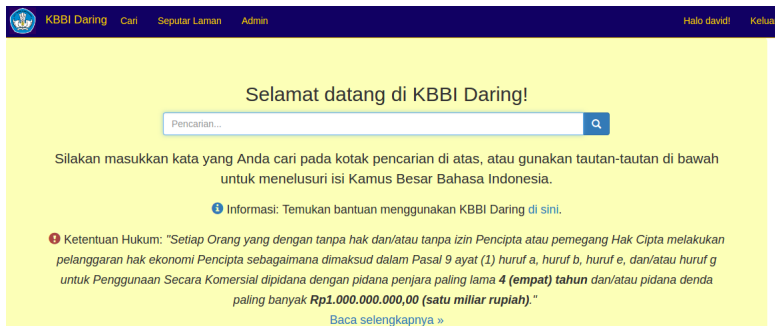 KBBI Daring Cari Seputar Laman Admin Halo david! Kelua
Selamat datang di KBBI Daring!
Pencarian...
Silakan masukkan kata yang Anda cari pada kotak pencarian di atas, atau gunakan tautan-tautan di bawah
untuk menelusuri isi Kamus Besar Bahasa Indonesia.
Informasi: Temukan bantuan menggunakan KBBI Daring di sini.
Ketentuan Hukum: "Setiap Orang yang dengan tanpa hak dan/atau tanpa izin Pencipta atau pemegang Hak Cipta melakukan
pelanggaran hak ekonomi Pencipta sebagaimana dimaksud dalam Pasal 9 ayat (1) huruf a, huruf b, huruf e, dan/atau huruf g
untuk Penggunaan Secara Komersial dipidana dengan pidana penjara paling lama 4 (empat) tahun dan/atau pidana denda
paling banyak Rp1.000.000.000,00 (satu miliar rupiah)."
Baca selengkapnya »